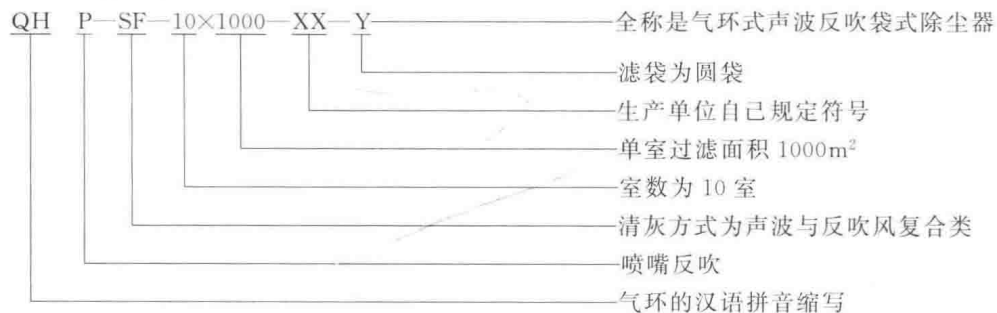 QH P—SF—10×1000—XX—Y 全称是气环式声波反吹袋式除尘器
滤袋为圆袋
生产单位自己规定符号
单室过滤面积 1000m²
室数为 10 室
清灰方式为声波与反吹风复合类
喷嘴反吹
气环的汉语拼音缩写